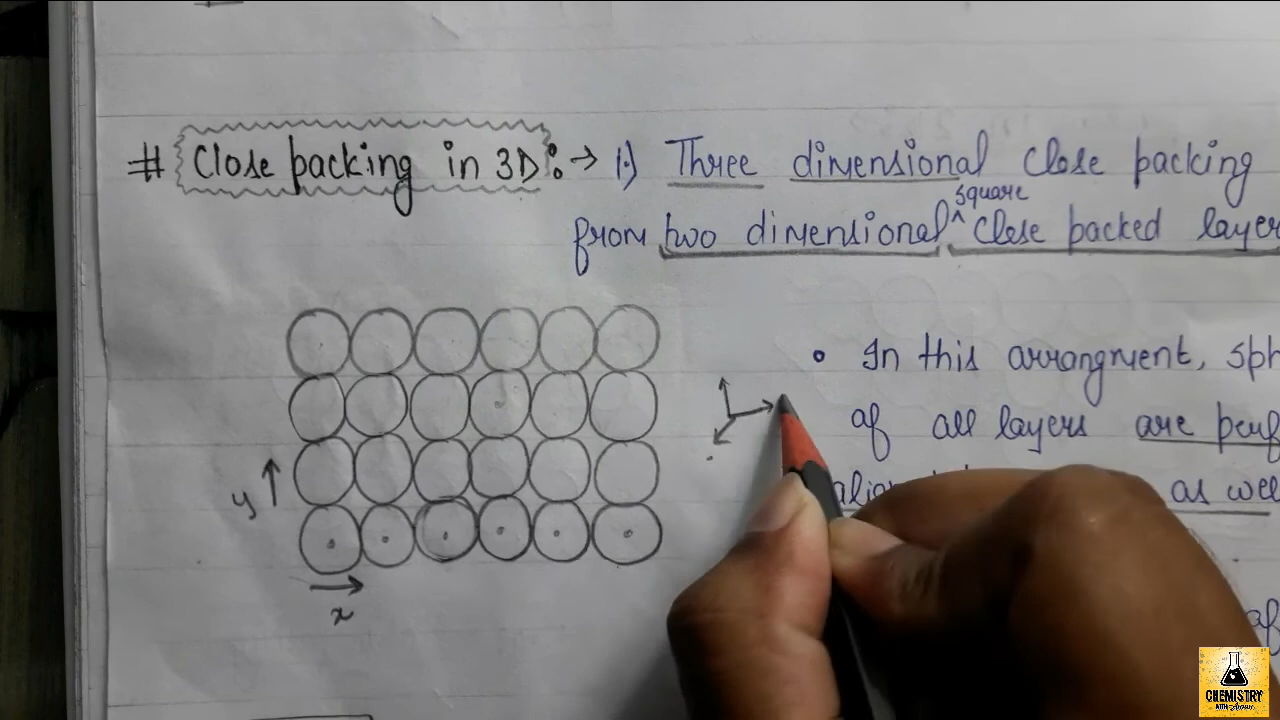 # Close packing in 3D :→ 1.) Three dimensional close packing
from two dimensional ^ square close packed layer
• In this arrangment, sph
of all layers are perf
as well
y
x
of
CHEMISTRY